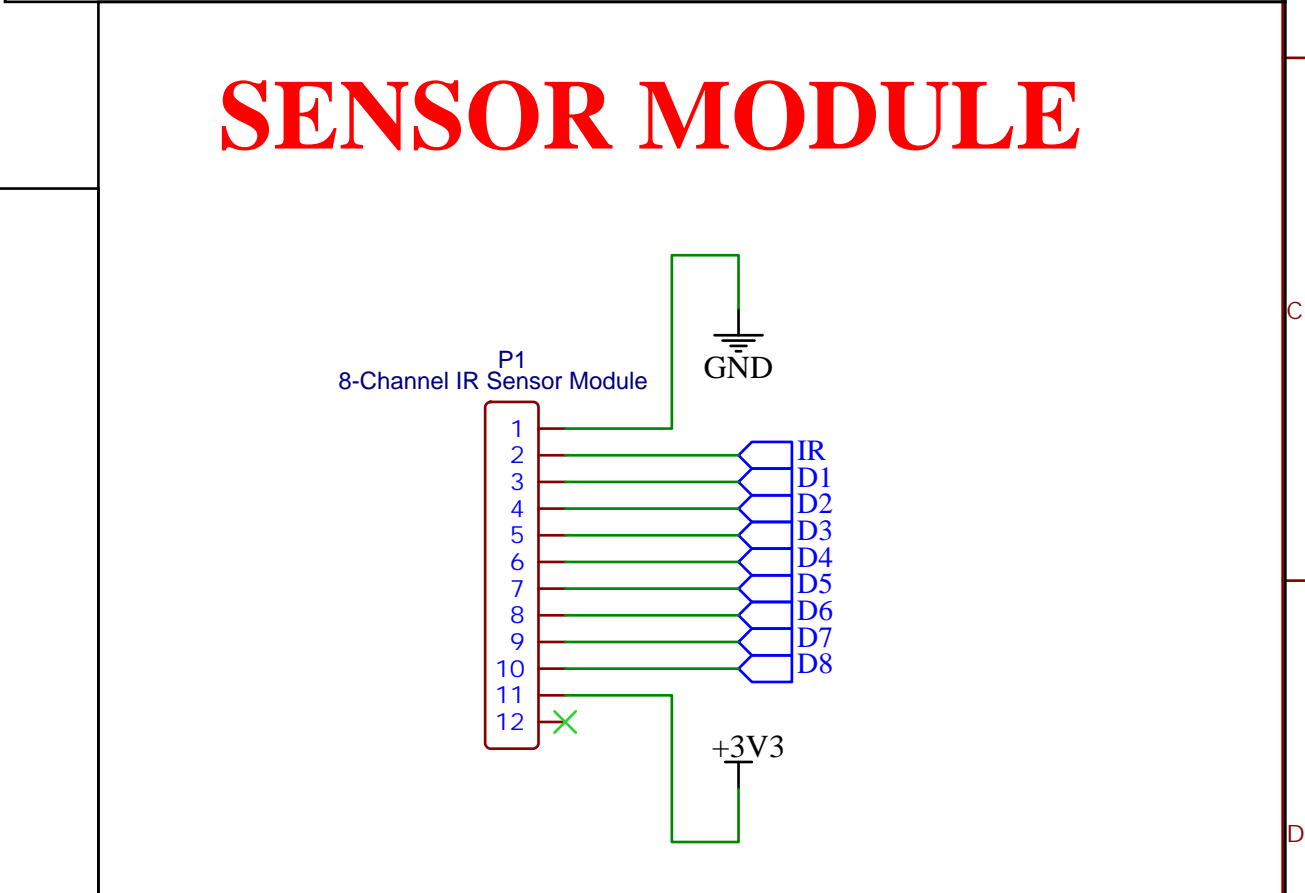 SENSOR MODULE
C
GND
P1
8-Channel IR Sensor Module
1
2 IR
3 D1
4 D2
5 D3
6 D4
7 D5
8 D6
9 D7
10 D8
11
12
+3V3
D